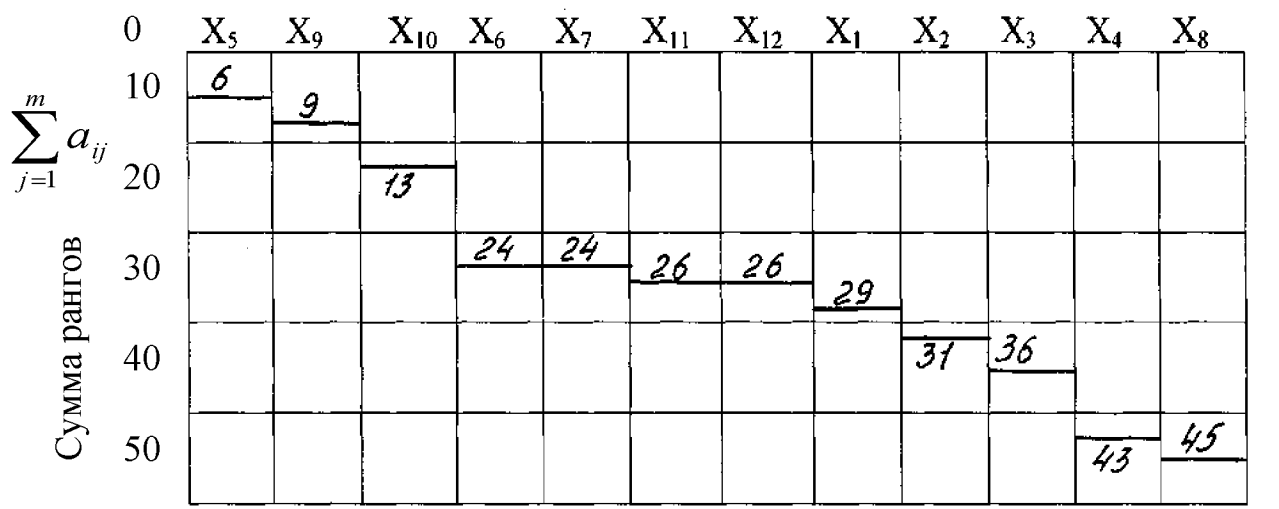 0 X₅ X₉ X₁₀ X₆ X₇ X₁₁ X₁₂ X₁ X₂ X₃ X₄ X₈
10 6 9
m
∑ a_ij
j=1
20 13
Сумма рангов
30 24 24 26 26 29
40 31 36
50 43 45